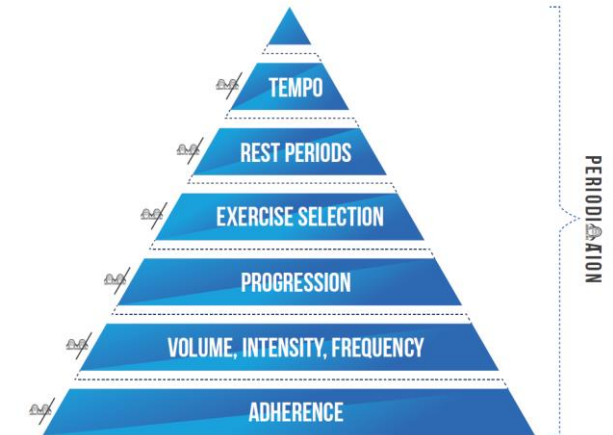 TEMPO
REST PERIODS
EXERCISE SELECTION
PROGRESSION
VOLUME, INTENSITY, FREQUENCY
ADHERENCE